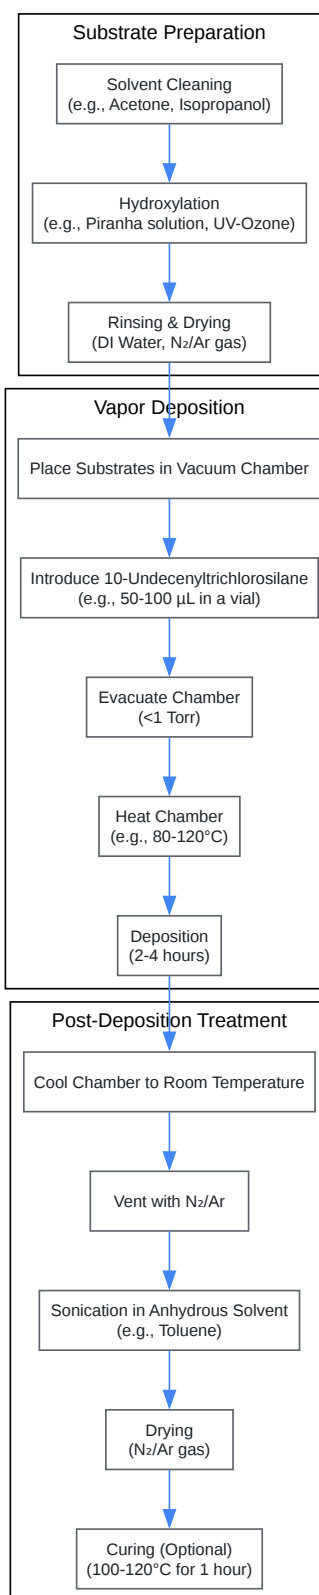 Substrate Preparation
Solvent Cleaning
(e.g., Acetone, Isopropanol)
Hydroxylation
(e.g., Piranha solution, UV-Ozone)
Rinsing & Drying
(DI Water, N₂/Ar gas)
Vapor Deposition
Place Substrates in Vacuum Chamber
Introduce 10-Undecenyltrichlorosilane
(e.g., 50-100 µL in a vial)
Evacuate Chamber
(<1 Torr)
Heat Chamber
(e.g., 80-120°C)
Deposition
(2-4 hours)
Post-Deposition Treatment
Cool Chamber to Room Temperature
Vent with N₂/Ar
Sonication in Anhydrous Solvent
(e.g., Toluene)
Drying
(N₂/Ar gas)
Curing (Optional)
(100-120°C for 1 hour)